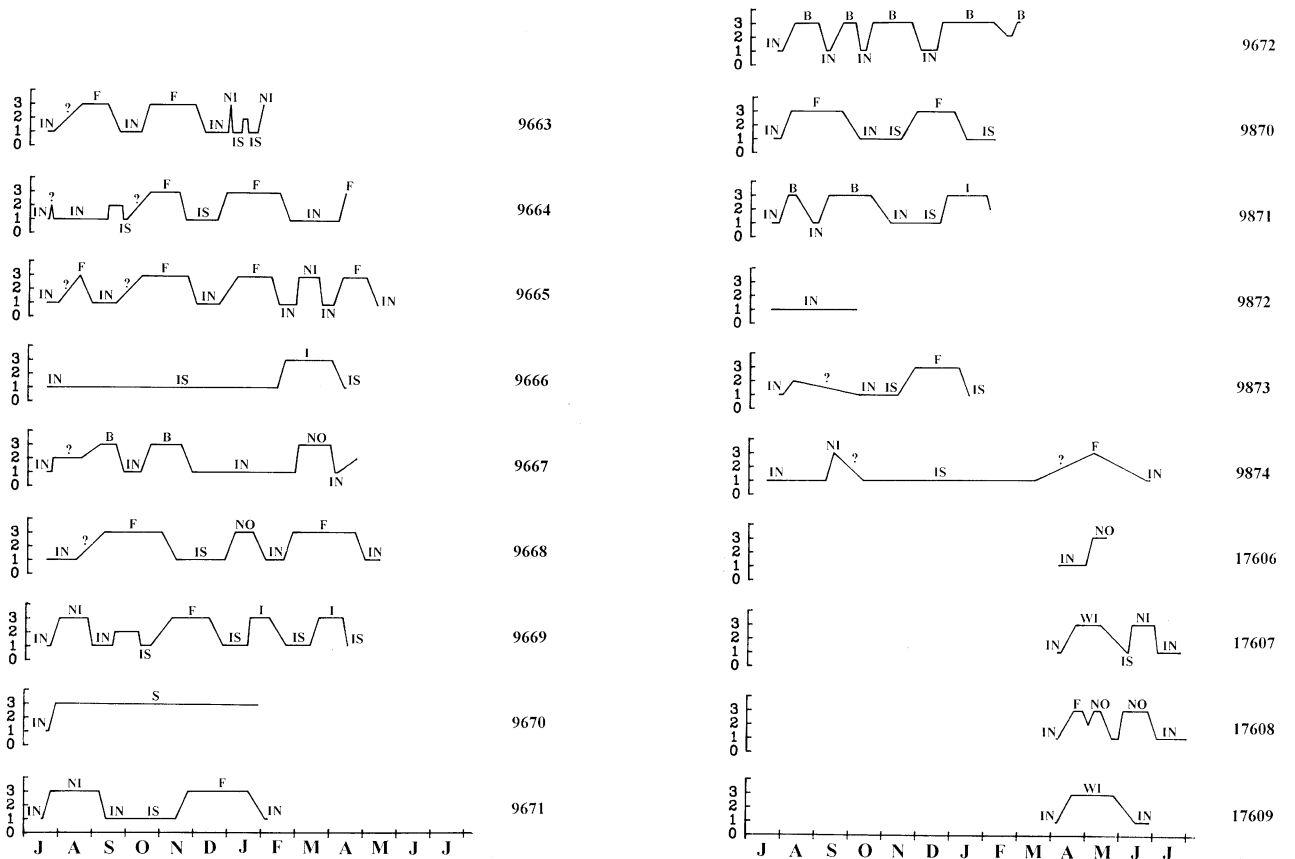 3 2 1 0 IN ? F IN F IN NI IS IS NI 9663
3 2 1 0 IN ? IN IS ? F IS F IN F 9664
3 2 1 0 IN ? F IN ? F IN F IN NI IN F IN 9665
3 2 1 0 IN IS I IS 9666
3 2 1 0 IN ? B IN B IN NO IN 9667
3 2 1 0 IN ? F IS NO IN F IN 9668
3 2 1 0 IN NI IN IS F IS I IS I IS 9669
3 2 1 0 IN S 9670
3 2 1 0 IN NI IN IS F IN 9671
J A S O N D J F M A M J J
3 2 1 0 IN B IN B IN B IN B B 9672
3 2 1 0 IN F IN IS F IS 9870
3 2 1 0 IN B IN B IN IS I 9871
3 2 1 0 IN 9872
3 2 1 0 IN ? IN IS F IS 9873
3 2 1 0 IN NI ? IS ? F IN 9874
3 2 1 0 IN NO 17606
3 2 1 0 IN WI IS NI IN 17607
3 2 1 0 IN F NO NO IN 17608
3 2 1 0 IN WI IN 17609
J A S O N D J F M A M J J